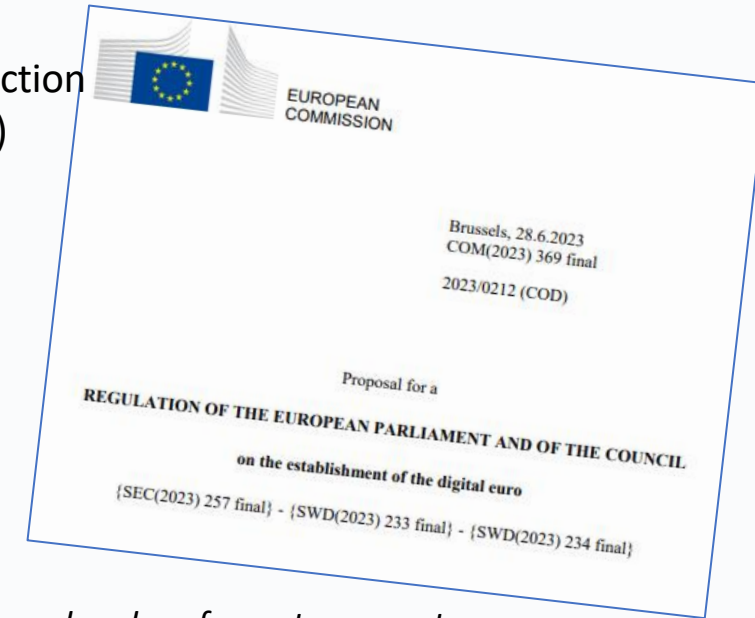 ction
)
EUROPEAN
COMMISSION
Brussels, 28.6.2023
COM(2023) 369 final
2023/0212 (COD)
Proposal for a
REGULATION OF THE EUROPEAN PARLIAMENT AND OF THE COUNCIL
on the establishment of the digital euro
{SEC(2023) 257 final} - {SWD(2023) 233 final} - {SWD(2023) 234 final}